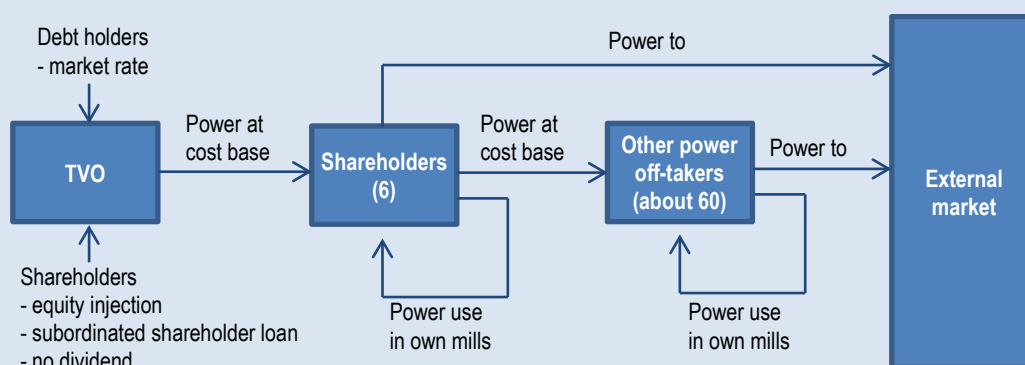 Debt holders
- market rate
Power to
Power at
cost base
Power at
cost base
TVO
Shareholders
(6)
Other power
off-takers
(about 60)
Power to
External
market
Shareholders
- equity injection
- subordinated shareholder loan
- no dividend
Power use
in own mills
Power use
in own mills